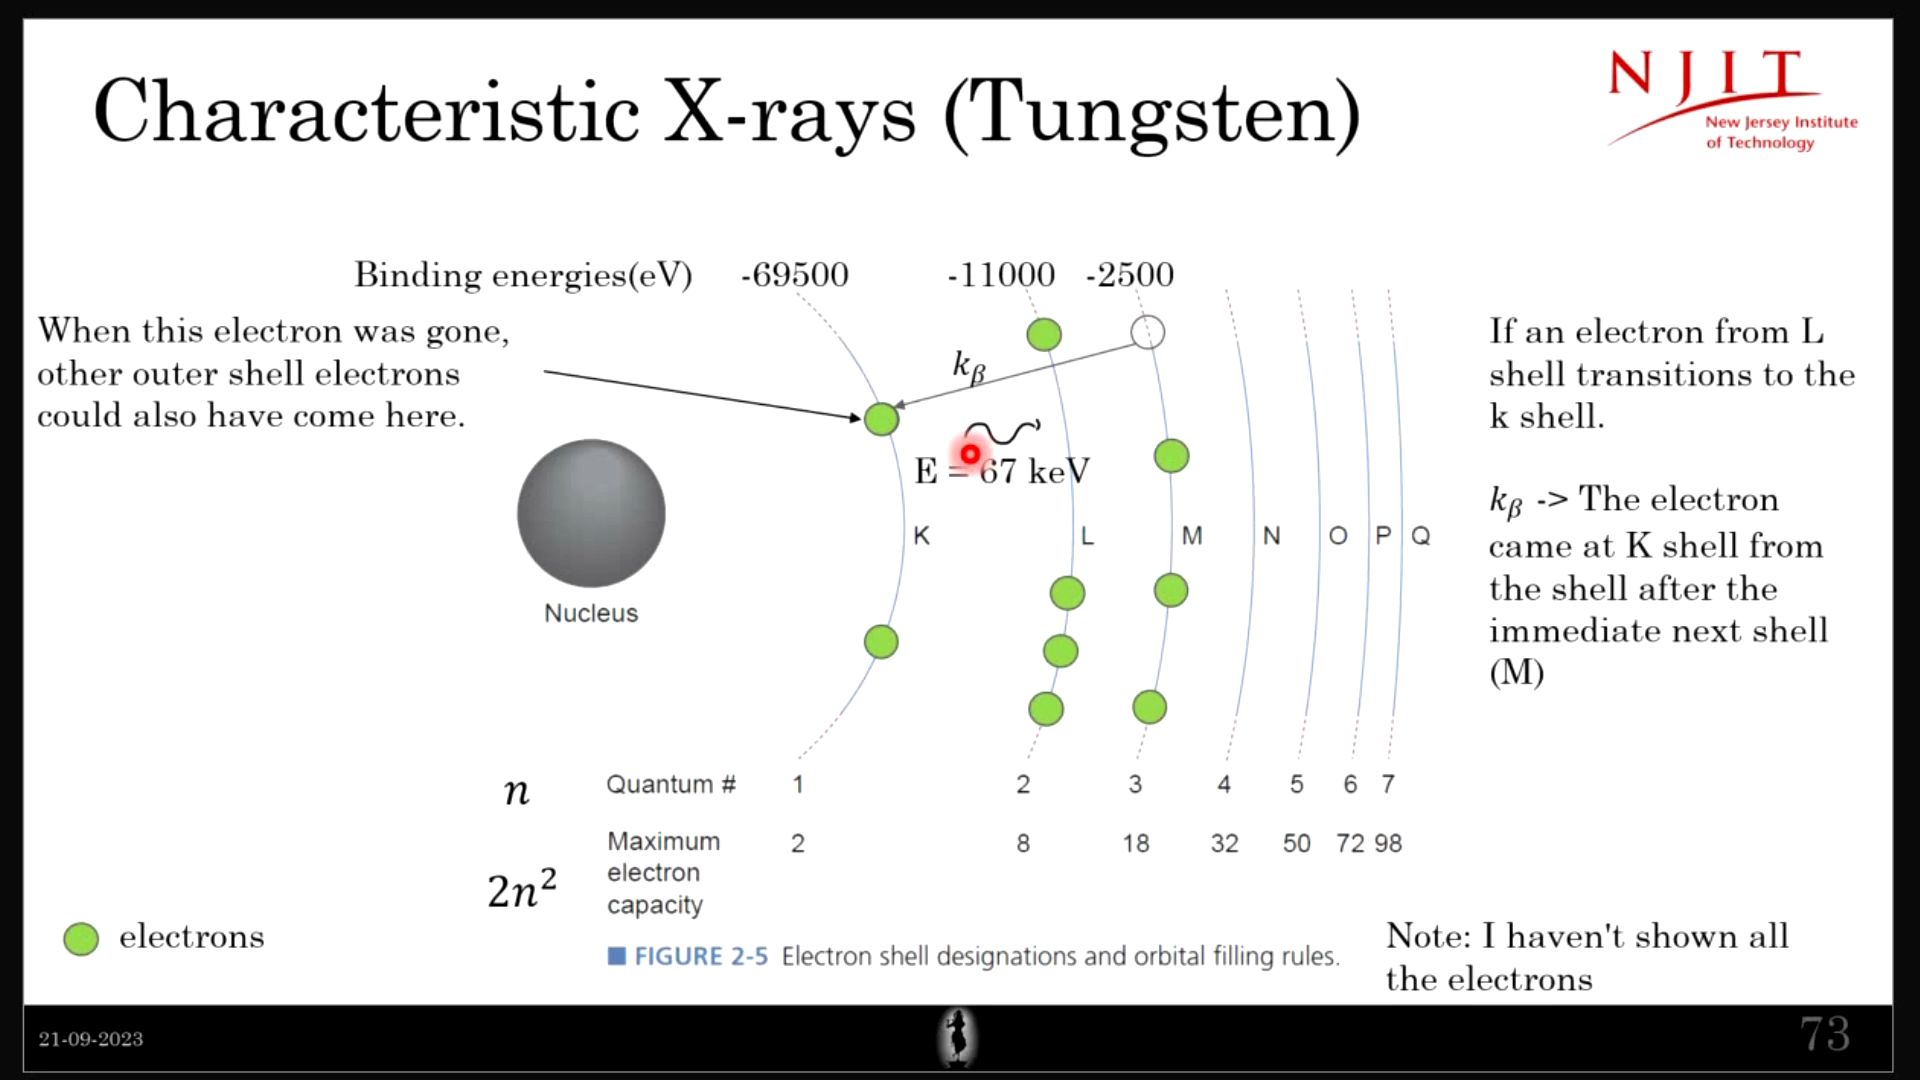 Characteristic X-rays (Tungsten)
NJIT
New Jersey Institute
of Technology
Binding energies(eV) -69500 -11000 -2500
When this electron was gone,
other outer shell electrons
could also have come here.
k_β
E = 67 keV
K L M N O P Q
Nucleus
If an electron from L
shell transitions to the
k shell.
k_β -> The electron
came at K shell from
the shell after the
immediate next shell
(M)
n Quantum # 1 2 3 4 5 6 7
2n² Maximum 2 8 18 32 50 72 98
electron
capacity
electrons
■ FIGURE 2-5 Electron shell designations and orbital filling rules.
Note: I haven't shown all
the electrons
21-09-2023
73